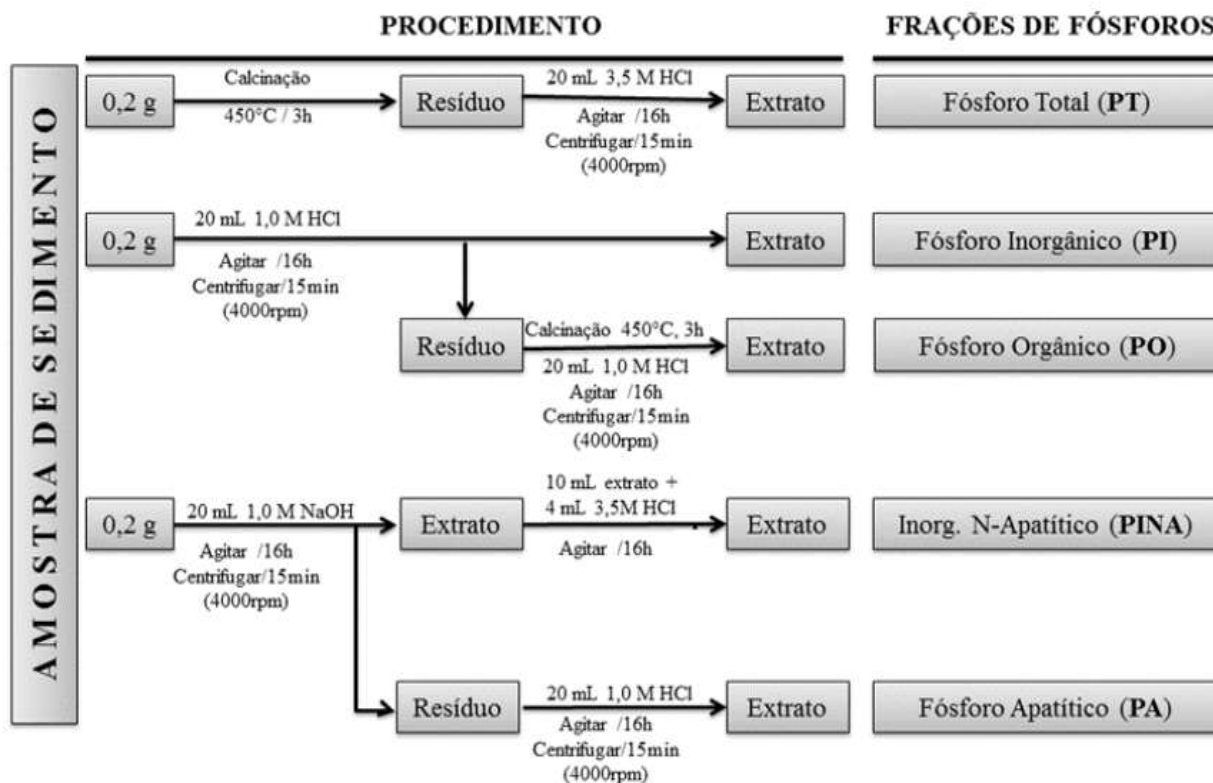 PROCEDIMENTO
FRAÇÕES DE FÓSFOROS
AMOSTRA DE SEDIMENTO
0,2 g
Calcinação
450°C / 3h
Resíduo
20 mL 3,5 M HCl
Agitar /16h
Centrifugar/15min
(4000rpm)
Extrato
Fósforo Total (PT)
0,2 g
20 mL 1,0 M HCl
Agitar /16h
Centrifugar/15min
(4000rpm)
Extrato
Fósforo Inorgânico (PI)
Resíduo
Calcinação 450°C, 3h
20 mL 1,0 M HCl
Agitar /16h
Centrifugar/15min
(4000rpm)
Extrato
Fósforo Orgânico (PO)
0,2 g
20 mL 1,0 M NaOH
Agitar /16h
Centrifugar/15min
(4000rpm)
Extrato
10 mL extrato +
4 mL 3,5M HCl
Agitar /16h
Extrato
Inorg. N-Apatítico (PINA)
Resíduo
20 mL 1,0 M HCl
Agitar /16h
Centrifugar/15min
(4000rpm)
Extrato
Fósforo Apatítico (PA)